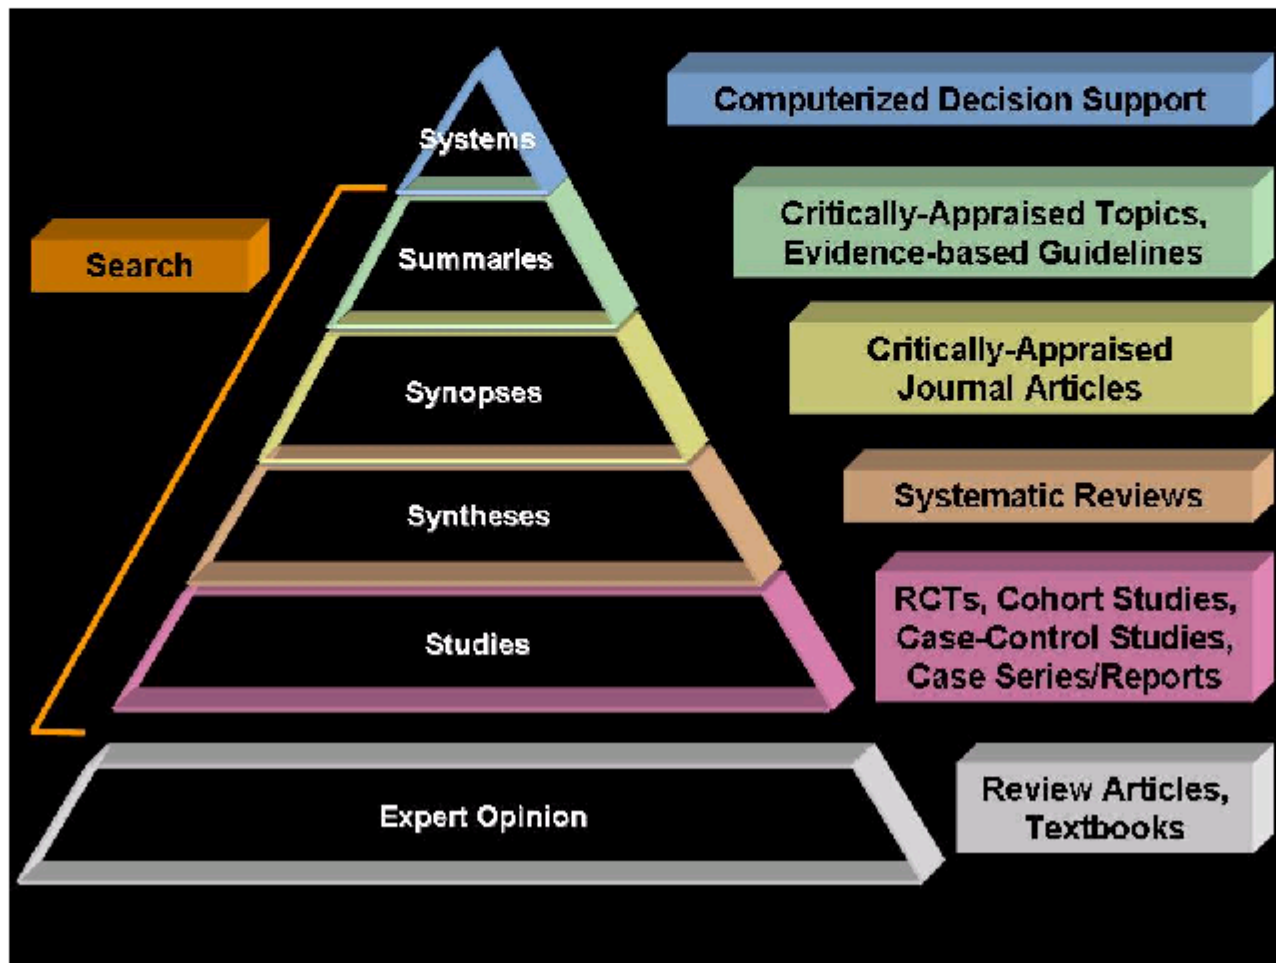 Computerized Decision Support
Systems
Critically-Appraised Topics,
Evidence-based Guidelines
Search
Summaries
Critically-Appraised
Journal Articles
Synopses
Systematic Reviews
Syntheses
RCTs, Cohort Studies,
Case-Control Studies,
Case Series/Reports
Studies
Review Articles,
Textbooks
Expert Opinion